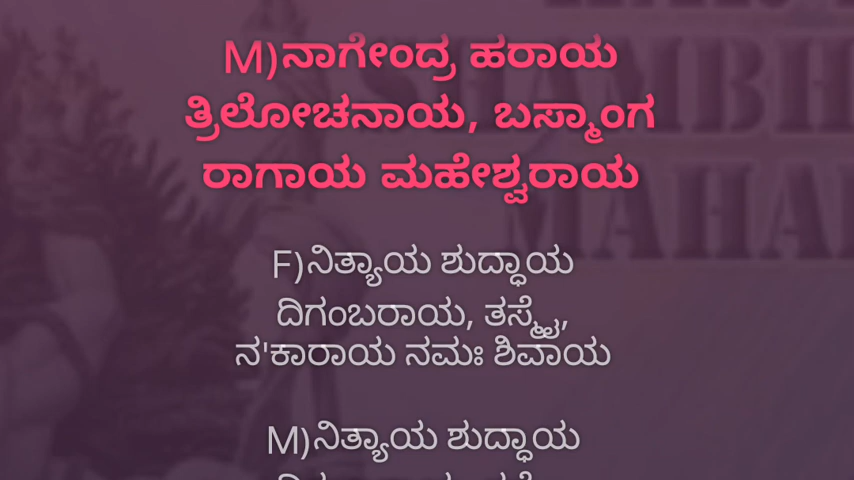 M)ನಾಗೇಂದ್ರ ಹರಾಯ
ತ್ರಿಲೋಚನಾಯ, ಬಸ್ಮಾಂಗ
ರಾಗಾಯ ಮಹೇಶ್ವರಾಯ
F)ನಿತ್ಯಾಯ ಶುದ್ಧಾಯ
ದಿಗಂಬರಾಯ, ತಸ್ಮೈ,
ನ'ಕಾರಾಯ ನಮಃ ಶಿವಾಯ
M)ನಿತ್ಯಾಯ ಶುದ್ಧಾಯ